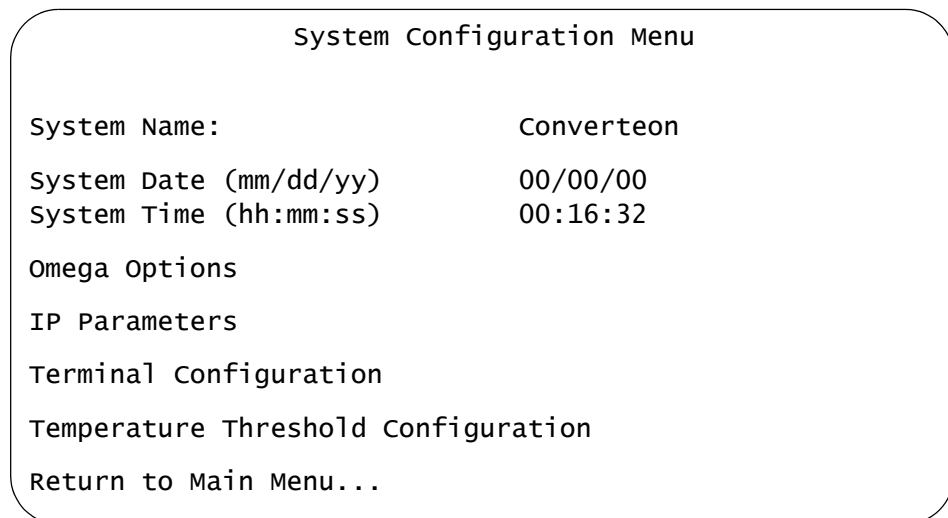 System Configuration Menu
System Name: Converteon
System Date (mm/dd/yy) 00/00/00
System Time (hh:mm:ss) 00:16:32
Omega Options
IP Parameters
Terminal Configuration
Temperature Threshold Configuration
Return to Main Menu...